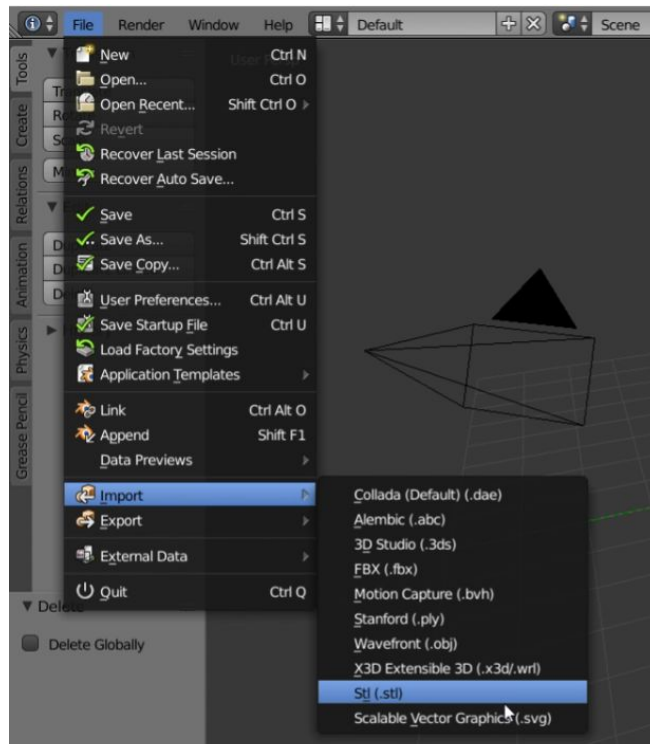 File Render Window Help Default Scene
New Ctrl N
Open... Ctrl O
Open Recent... Shift Ctrl O
Revert
Recover Last Session
Recover Auto Save...
Save Ctrl S
Save As... Shift Ctrl S
Save Copy... Ctrl Alt S
User Preferences... Ctrl Alt U
Save Startup File Ctrl U
Load Factory Settings
Application Templates
Link Ctrl Alt O
Append Shift F1
Data Previews
Import
Export
External Data
Quit Ctrl Q
Collada (Default) (.dae)
Alembic (.abc)
3D Studio (.3ds)
FBX (.fbx)
Motion Capture (.bvh)
Stanford (.ply)
Wavefront (.obj)
X3D Extensible 3D (.x3d/.wrl)
Stl (.stl)
Scalable Vector Graphics (.svg)
Tools
Create
Relations
Animation
Physics
Grease Pencil
Delete
Delete Globally